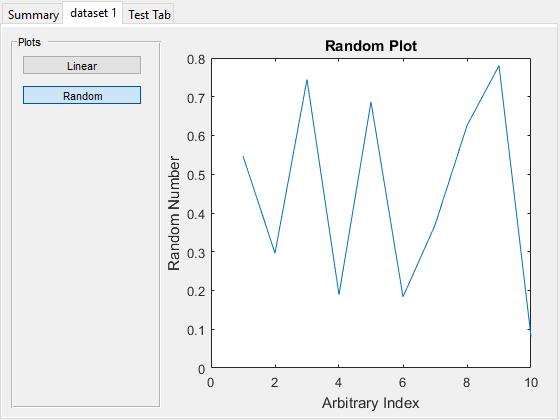 Summary dataset 1 Test Tab
Plots
Linear
Random
Random Plot
Random Number
0.8
0.7
0.6
0.5
0.4
0.3
0.2
0.1
0
0 2 4 6 8 10
Arbitrary Index